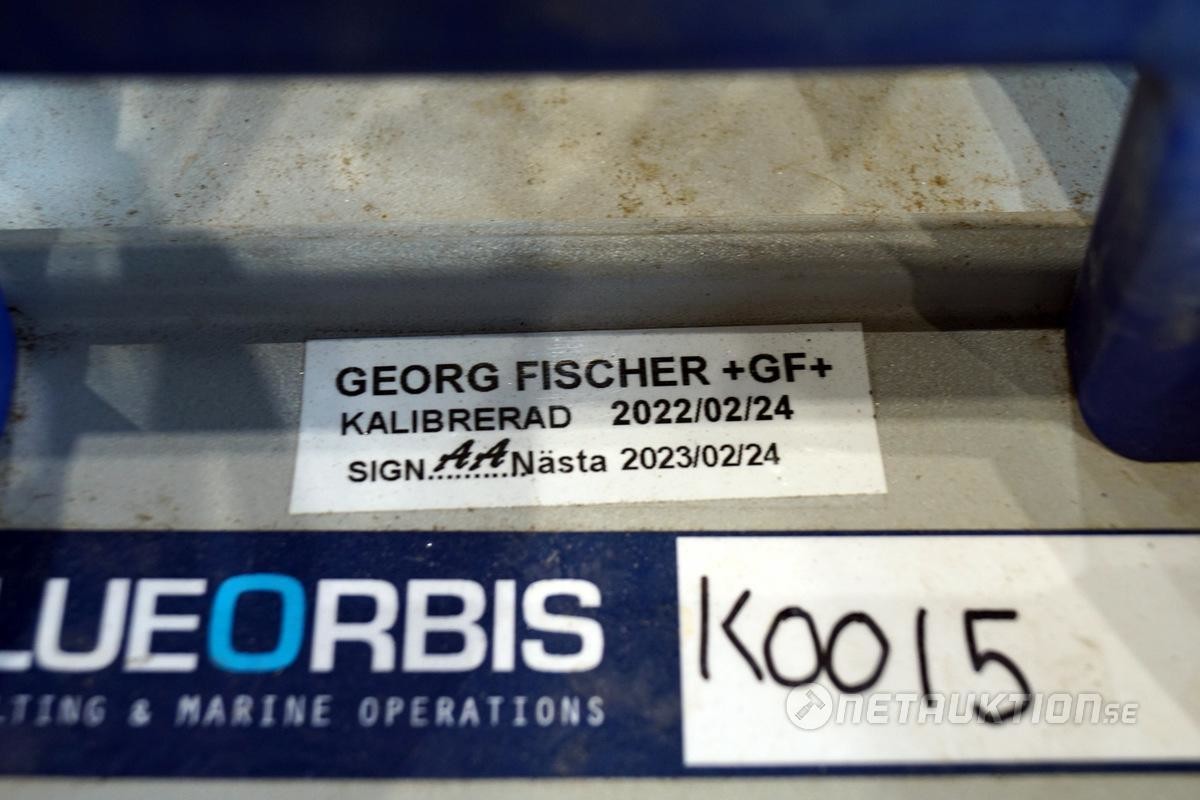 GEORG FISCHER +GF+
KALIBRERAD 2022/02/24
SIGN..AA..Nästa 2023/02/24
LUEORBIS
LTING & MARINE OPERATIONS
K0015
NETAUKTION.SE